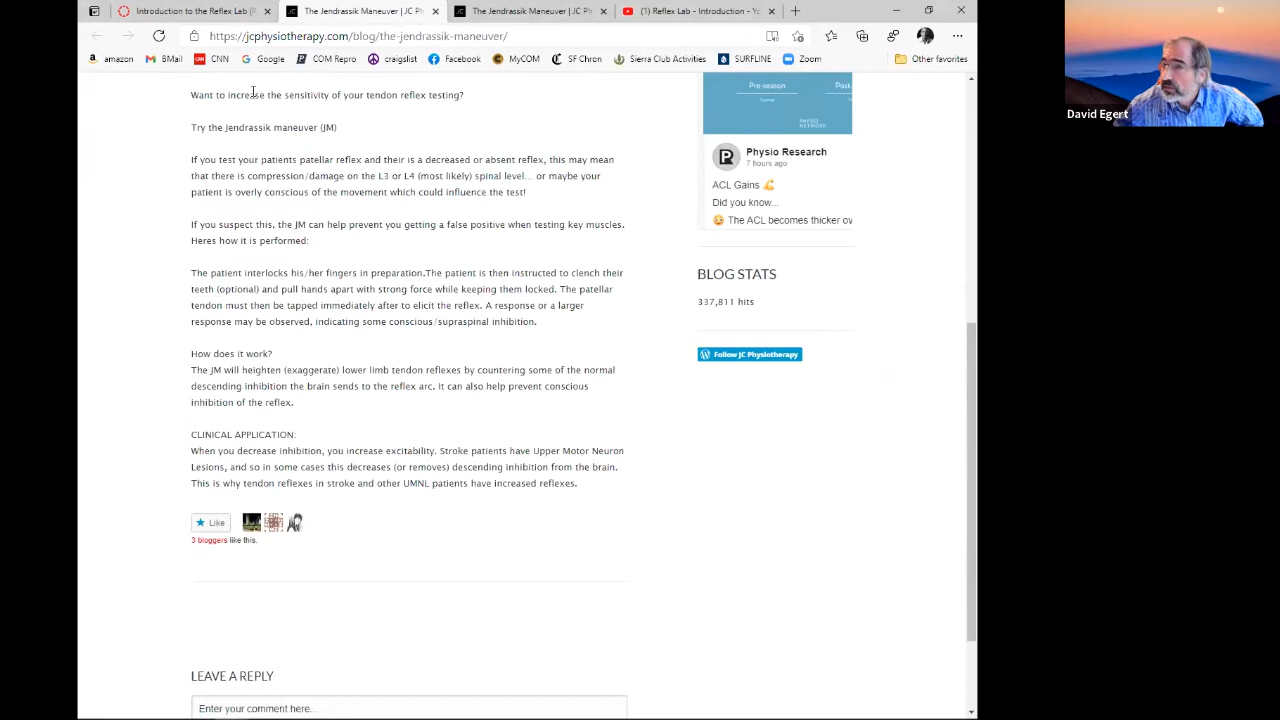 Introduction to the Reflex Lab (P
The Jendrassik Maneuver | JC Ph
The Jendrassik Maneuver | JC Ph
(1) Reflex Lab - Introduction - Yo
https://jcphysiotherapy.com/blog/the-jendrassik-maneuver/
amazon
BMail
CNN
Google
COM Repro
craigslist
Facebook
MyCOM
SF Chron
Sierra Club Activities
SURFLINE
Zoom
Other favorites
Want to increase the sensitivity of your tendon reflex testing?
Try the Jendrassik maneuver (JM)
If you test your patients patellar reflex and their is a decreased or absent reflex, this may mean
that there is compression/damage on the L3 or L4 (most likely) spinal level... or maybe your
patient is overly conscious of the movement which could influence the test!
If you suspect this, the JM can help prevent you getting a false positive when testing key muscles.
Heres how it is performed:
The patient interlocks his/her fingers in preparation.The patient is then instructed to clench their
teeth (optional) and pull hands apart with strong force while keeping them locked. The patellar
tendon must then be tapped immediately after to elicit the reflex. A response or a larger
response may be observed, indicating some conscious/supraspinal inhibition.
How does it work?
The JM will heighten (exaggerate) lower limb tendon reflexes by countering some of the normal
descending inhibition the brain sends to the reflex arc. It can also help prevent conscious
inhibition of the reflex.
CLINICAL APPLICATION:
When you decrease inhibition, you increase excitability. Stroke patients have Upper Motor Neuron
Lesions, and so in some cases this decreases (or removes) descending inhibition from the brain.
This is why tendon reflexes in stroke and other UMNL patients have increased reflexes.
Like
3 bloggers like this.
LEAVE A REPLY
Enter your comment here...
Pre-season
Post-
PHYSIO
NETWORK
Physio Research
7 hours ago
ACL Gains
Did you know...
The ACL becomes thicker ov
BLOG STATS
337,811 hits
Follow JC Physiotherapy
David Egert